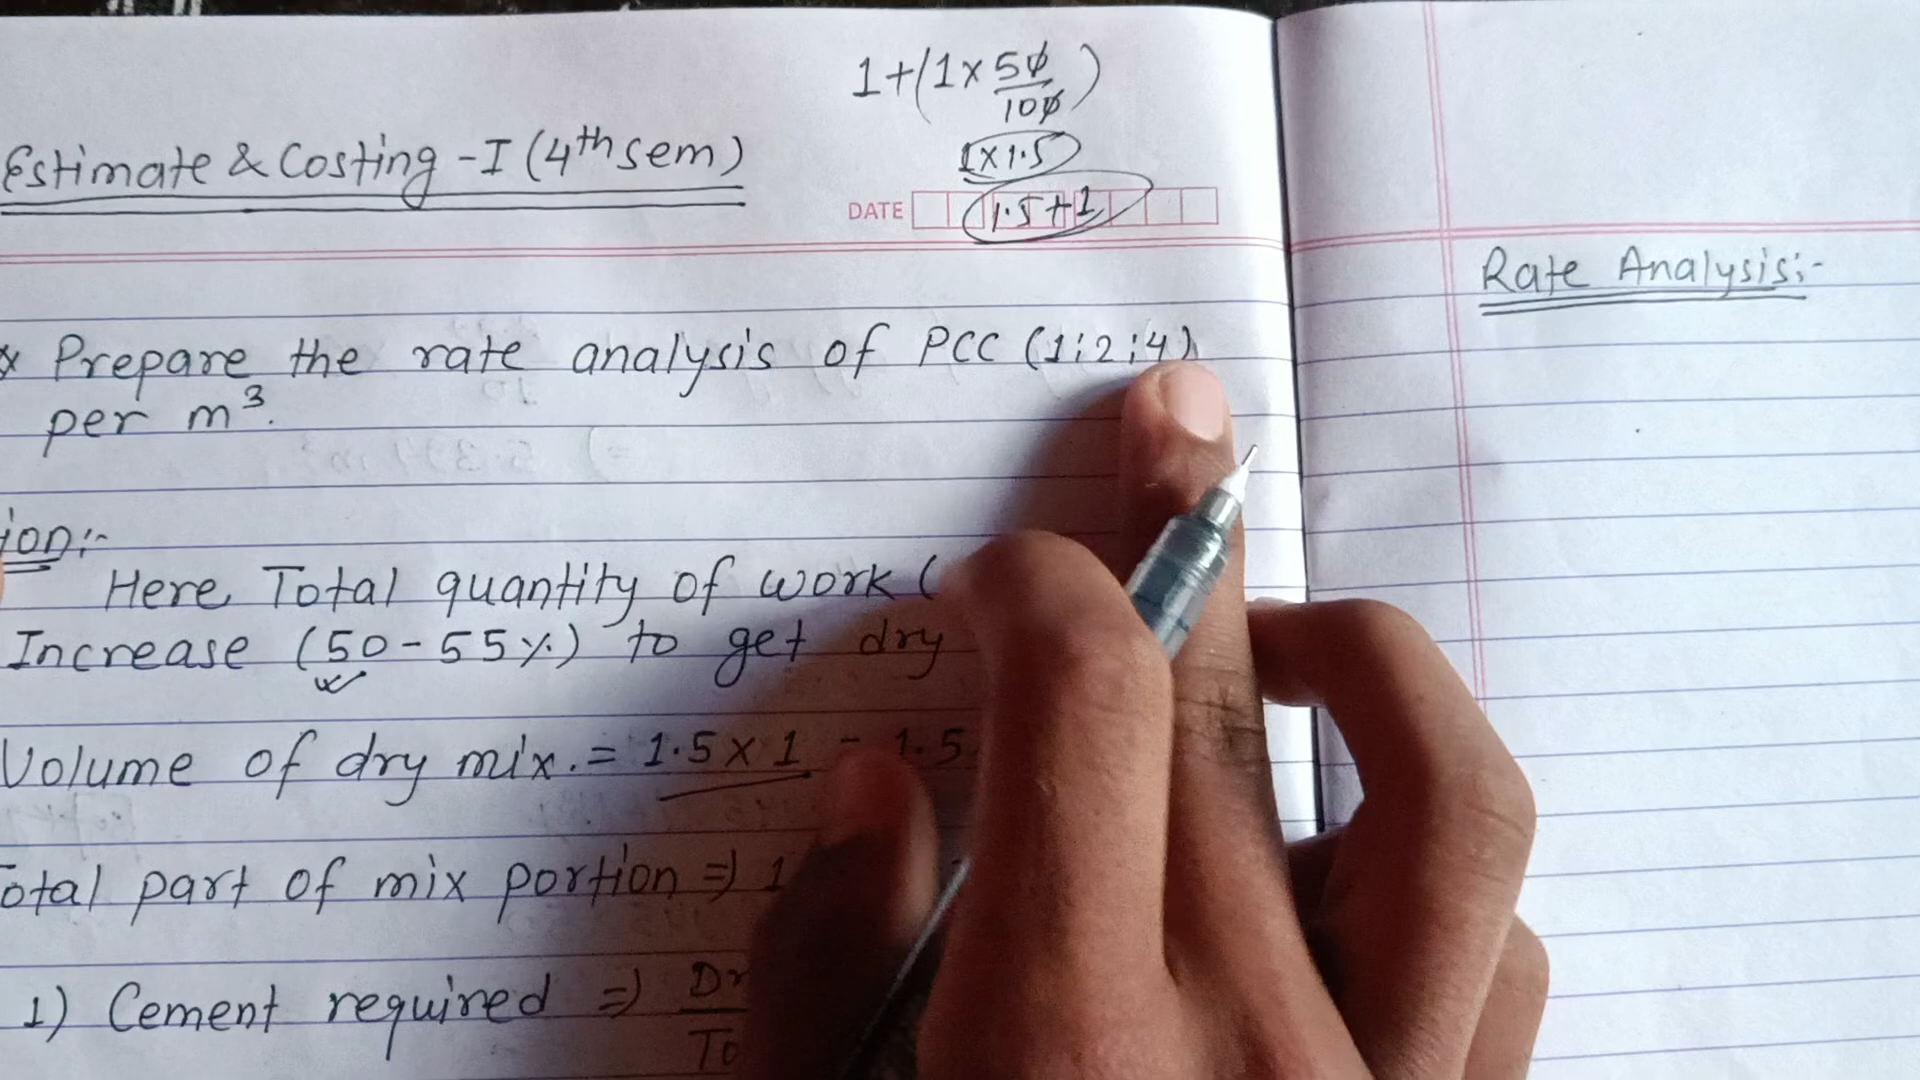 1+(1×50/100)
1×1.5
Estimate & Costing -I (4th sem)
DATE 1.5+1
Rate Analysis:-
Prepare the rate analysis of PCC (1:2:4)
per m³.
ion:-
Here Total quantity of work (
Increase (50-55%) to get dry
Volume of dry mix. = 1.5 × 1 = 1.5
otal part of mix portion => 1
1) Cement required =>